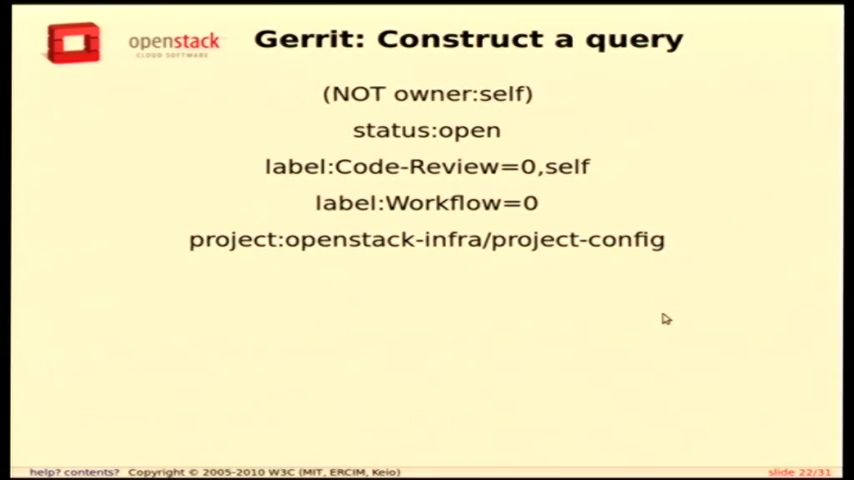 openstack
CLOUD SOFTWARE
Gerrit: Construct a query
(NOT owner:self)
status:open
label:Code-Review=0,self
label:Workflow=0
project:openstack-infra/project-config
help? contents? Copyright © 2005-2010 W3C (MIT, ERCIM, Keio)
slide 22/31